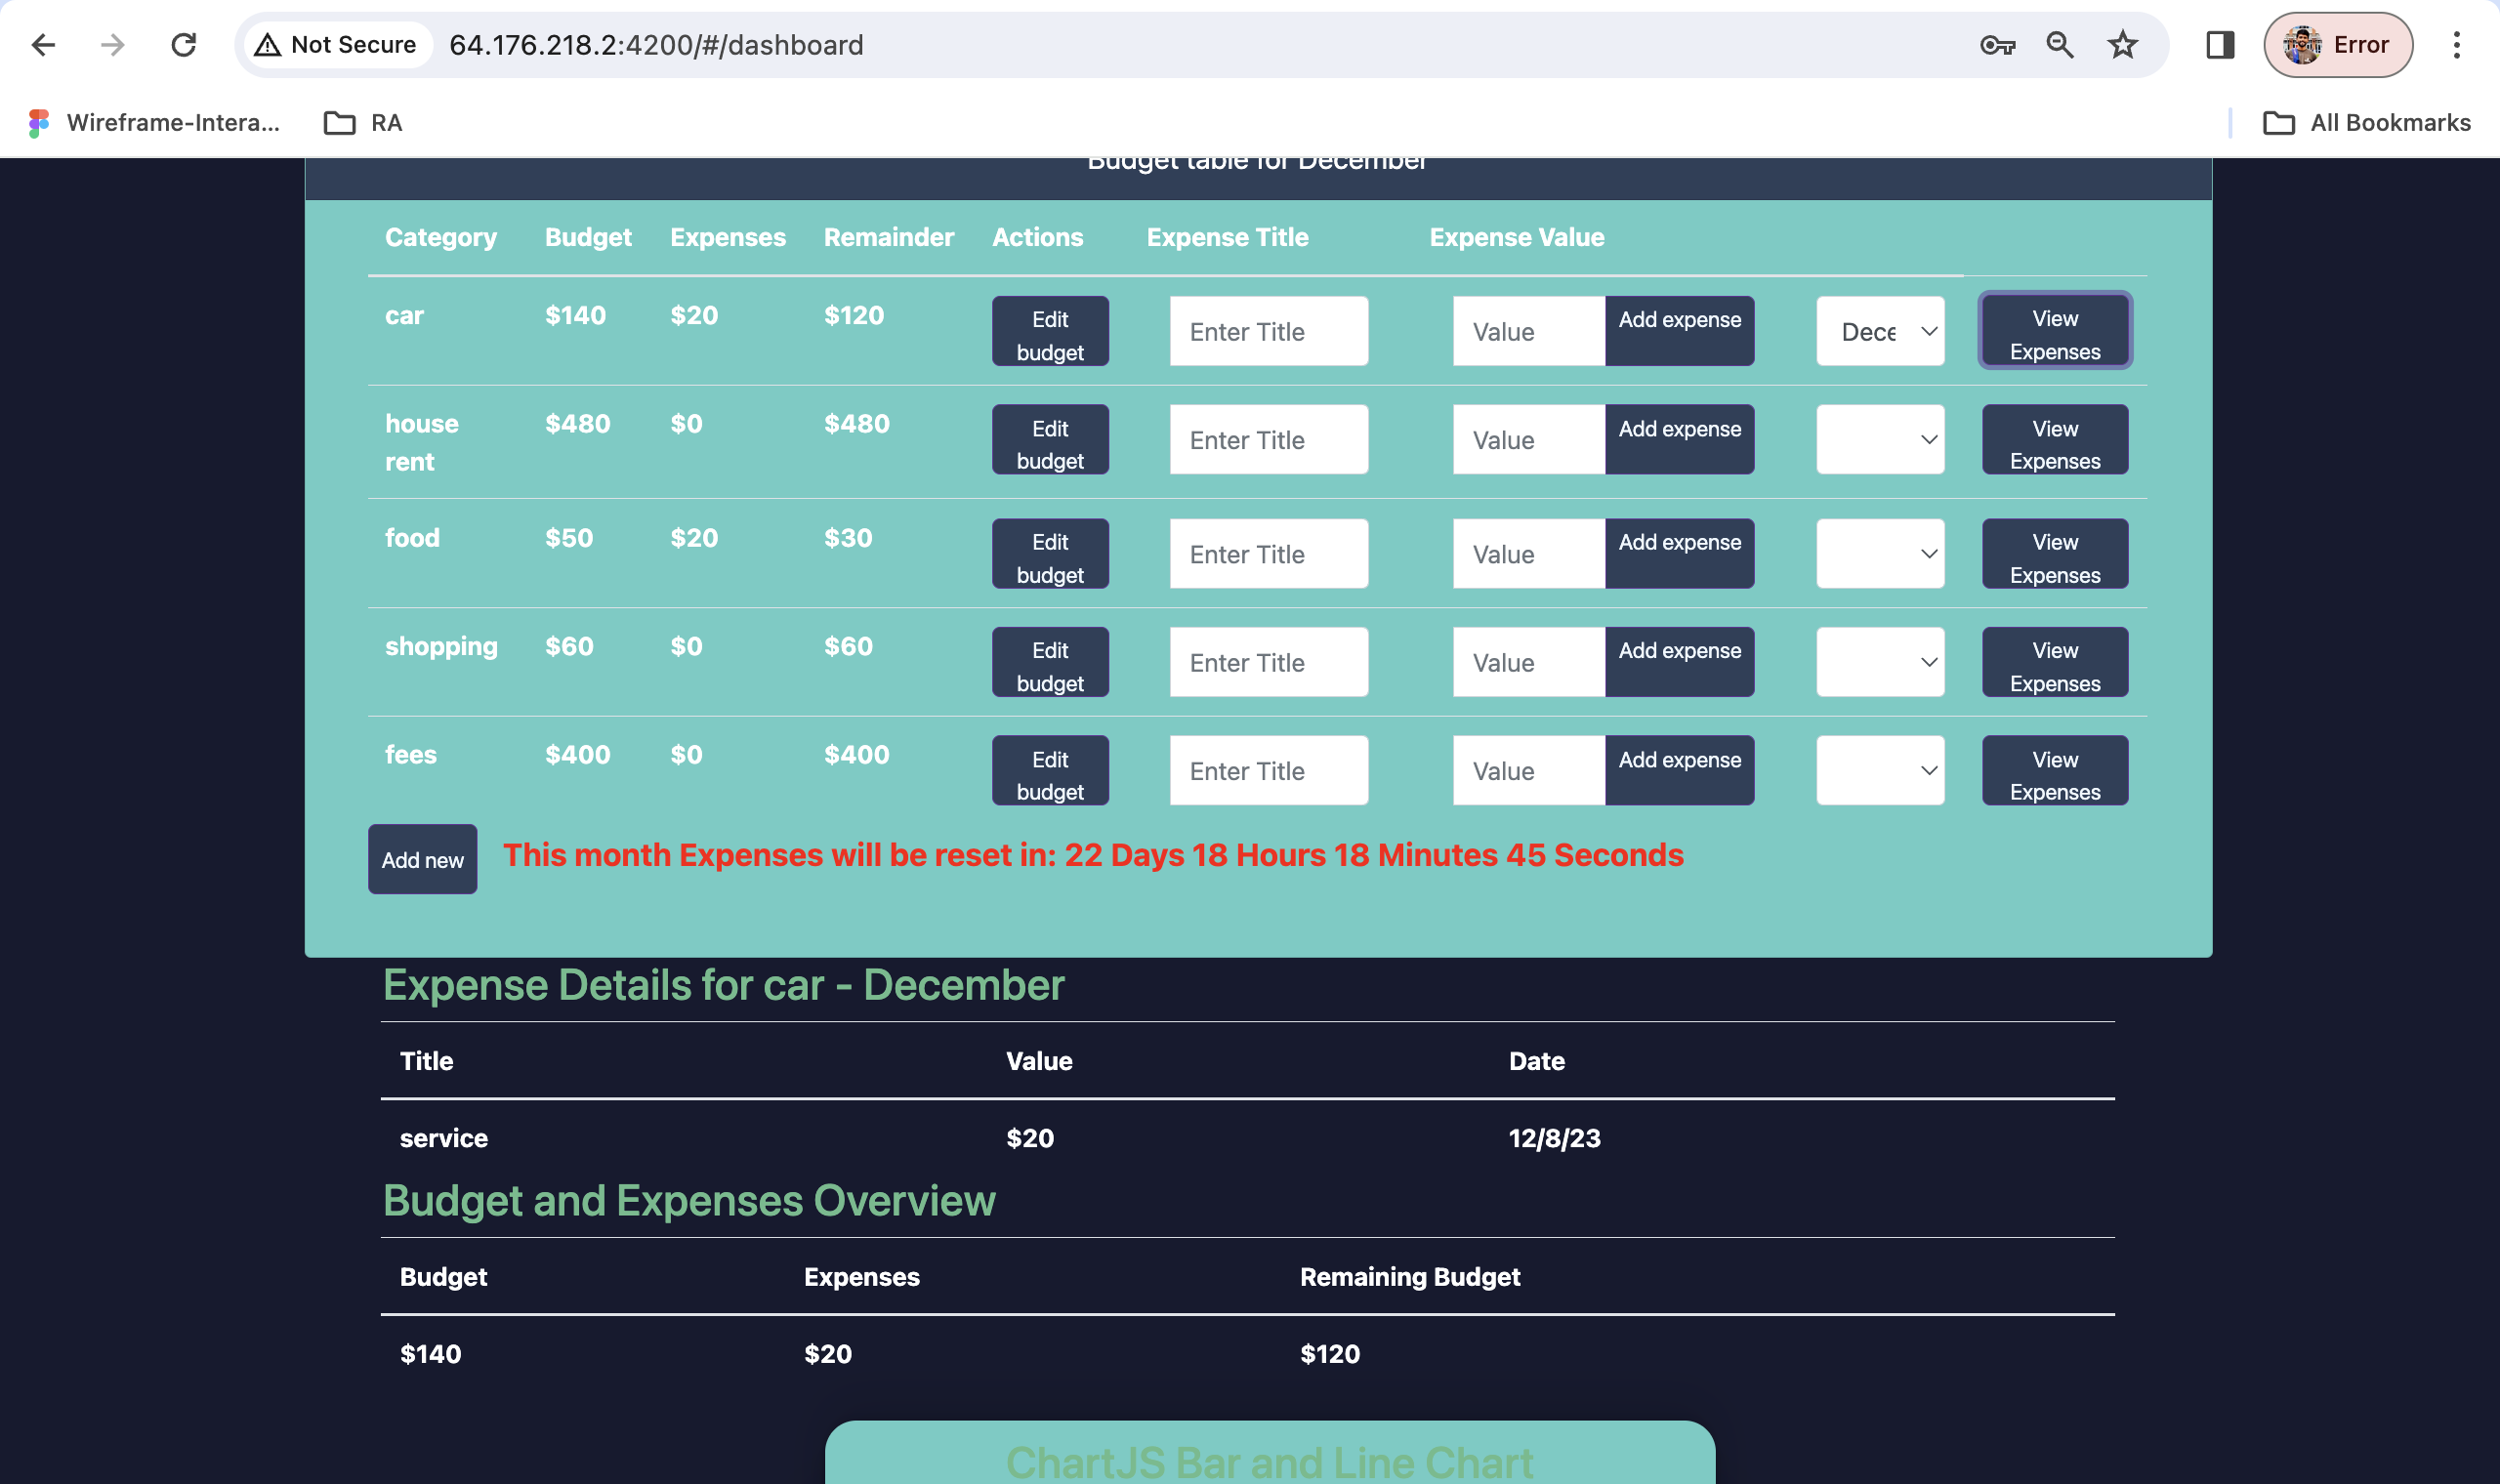 Not Secure 64.176.218.2:4200/#/dashboard Error
Wireframe-Intera... RA All Bookmarks
Budget table for December
Category Budget Expenses Remainder Actions Expense Title Expense Value
car $140 $20 $120 Edit budget Enter Title Value Add expense Dece View Expenses
house rent $480 $0 $480 Edit budget Enter Title Value Add expense View Expenses
food $50 $20 $30 Edit budget Enter Title Value Add expense View Expenses
shopping $60 $0 $60 Edit budget Enter Title Value Add expense View Expenses
fees $400 $0 $400 Edit budget Enter Title Value Add expense View Expenses
Add new This month Expenses will be reset in: 22 Days 18 Hours 18 Minutes 45 Seconds
Expense Details for car - December
Title Value Date
service $20 12/8/23
Budget and Expenses Overview
Budget Expenses Remaining Budget
$140 $20 $120
ChartJS Bar and Line Chart